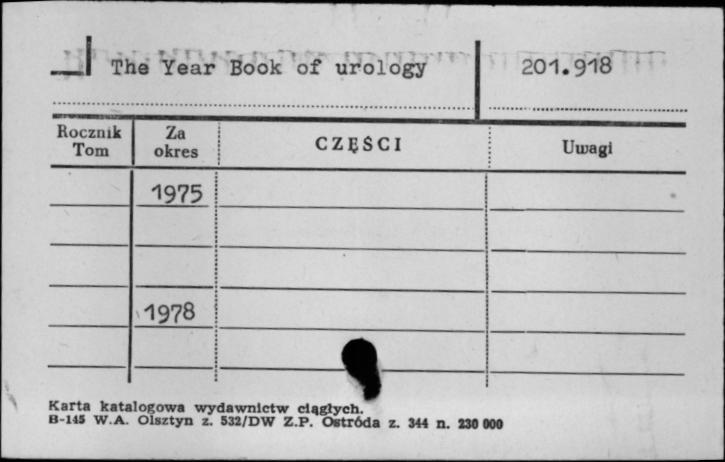 The Year Book of urology 201.918
Rocznik Tom Za okres CZĘŚCI Uwagi
1975
1978
Karta katalogowa wydawnictw ciągłych.
B-145 W.A. Olsztyn z. 532/DW Z.P. Ostróda z. 344 n. 230 000